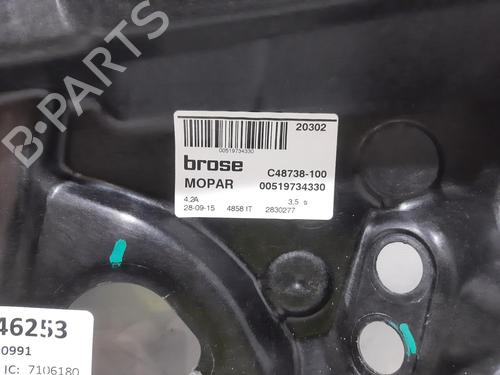 B-PARTS
20302
00519734330
brose
C48738-100
MOPAR
00519734330
4,2A
3,5 s
28-09-15 4858 IT 2830277
46253
0991
IC: 7106180